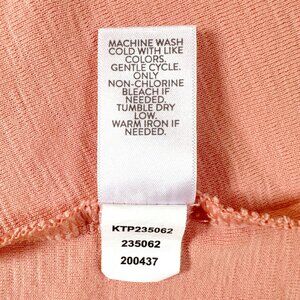 MACHINE WASH
COLD WITH LIKE
COLORS.
GENTLE CYCLE.
ONLY
NON-CHLORINE
BLEACH IF
NEEDED.
TUMBLE DRY
LOW.
WARM IRON IF
NEEDED.
KTP235062
235062
200437